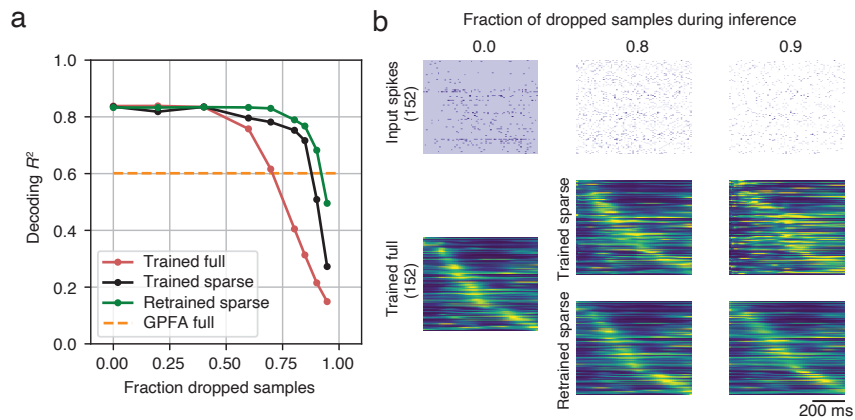 a
Decoding R²
1.0
0.8
0.6
0.4
0.2
0.0
Trained full
Trained sparse
Retrained sparse
GPFA full
0.00
0.25
0.50
0.75
1.00
Fraction dropped samples
b
Fraction of dropped samples during inference
0.0
0.8
0.9
Input spikes
(152)
Trained full
(152)
Trained sparse
Retrained sparse
200 ms